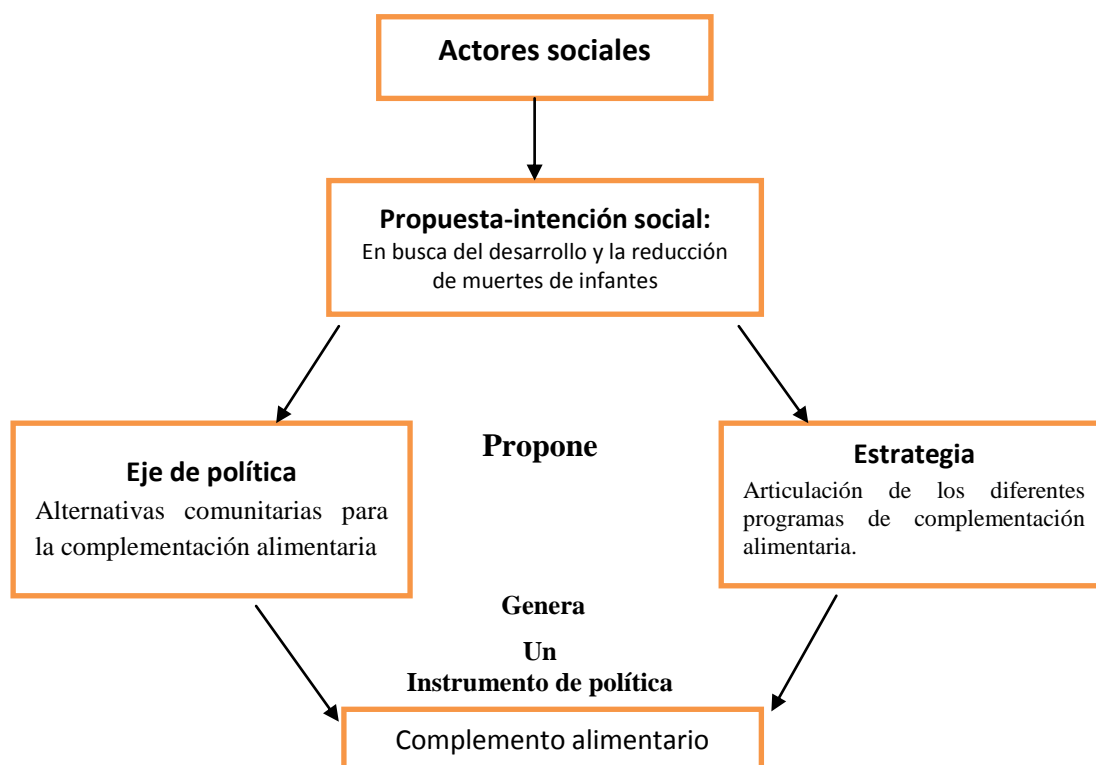 Actores sociales
Propuesta-intención social:
En busca del desarrollo y la reducción
de muertes de infantes
Eje de política
Alternativas comunitarias para
la complementación alimentaria
Propone
Estrategia
Articulación de los diferentes
programas de complementación
alimentaria.
Genera
Un
Instrumento de política
Complemento alimentario